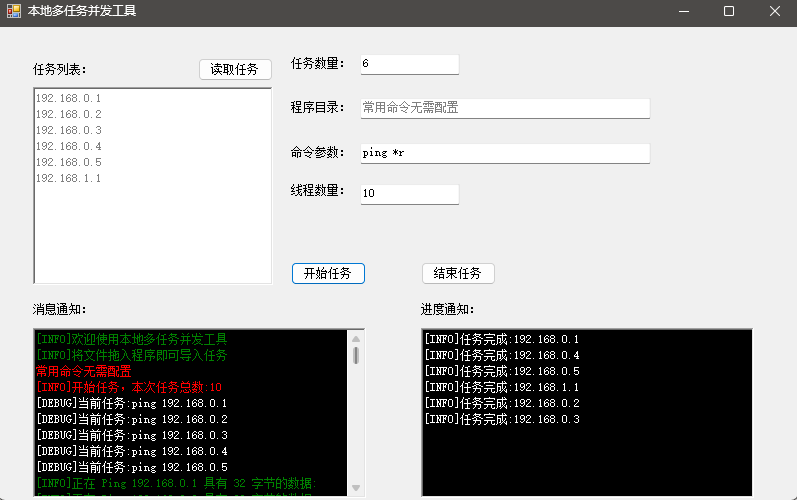 本地多任务并发工具
任务列表:
读取任务
192.168.0.1
192.168.0.2
192.168.0.3
192.168.0.4
192.168.0.5
192.168.1.1
任务数量: 6
程序目录: 常用命令无需配置
命令参数: ping *r
线程数量: 10
开始任务
结束任务
消息通知:
[INFO]欢迎使用本地多任务并发工具
[INFO]将文件拖入程序即可导入任务
常用命令无需配置
[INFO]开始任务，本次任务总数:10
[DEBUG]当前任务:ping 192.168.0.1
[DEBUG]当前任务:ping 192.168.0.2
[DEBUG]当前任务:ping 192.168.0.3
[DEBUG]当前任务:ping 192.168.0.4
[DEBUG]当前任务:ping 192.168.0.5
[INFO]正在 Ping 192.168.0.1 具有 32 字节的数据:
进度通知:
[INFO]任务完成:192.168.0.1
[INFO]任务完成:192.168.0.4
[INFO]任务完成:192.168.0.5
[INFO]任务完成:192.168.1.1
[INFO]任务完成:192.168.0.2
[INFO]任务完成:192.168.0.3